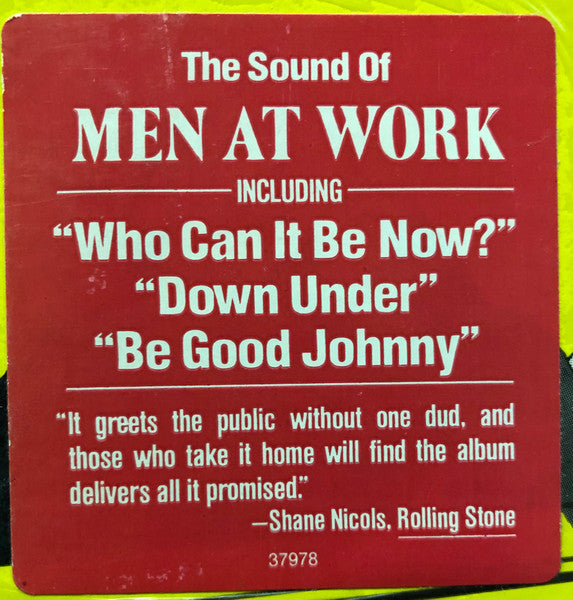 The Sound Of
MEN AT WORK
INCLUDING
“Who Can It Be Now?”
“Down Under”
“Be Good Johnny”
“It greets the public without one dud, and
those who take it home will find the album
delivers all it promised.”
—Shane Nicols, Rolling Stone
37978